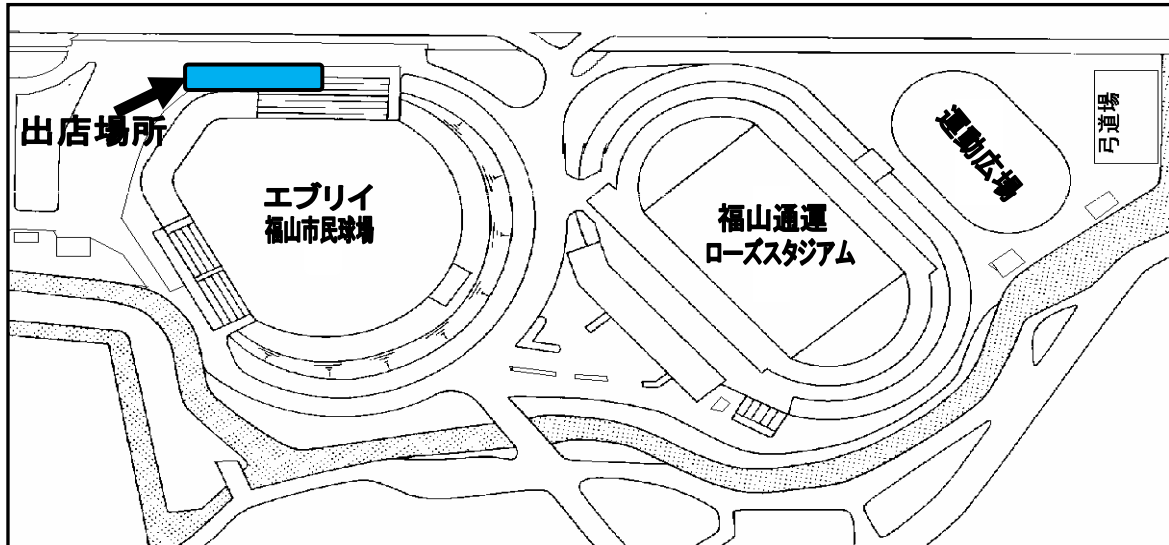 出店場所
エブリイ
福山市民球場
福山通運
ローズスタジアム
運動広場
弓道場